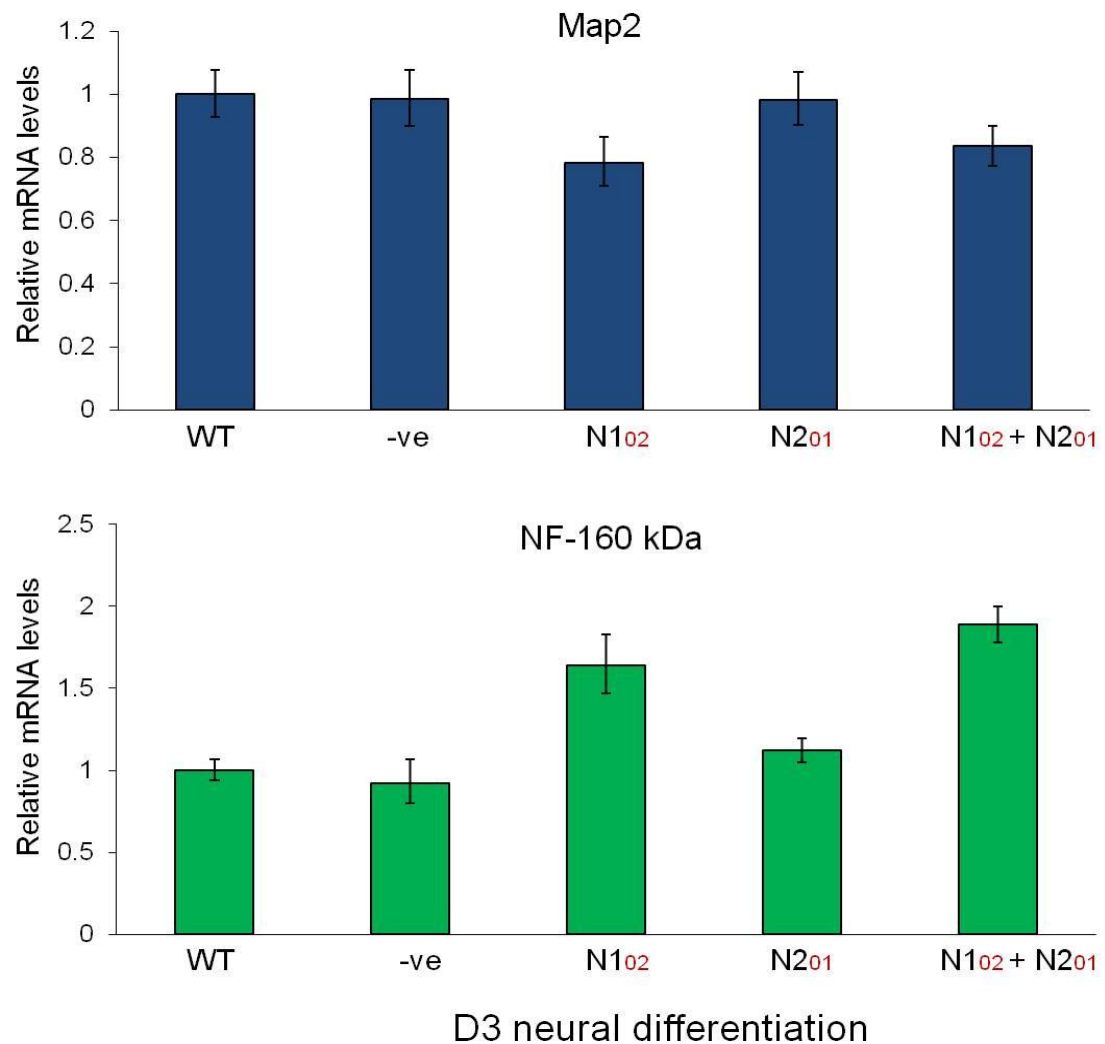 Map2
Relative mRNA levels
1.2
1
0.8
0.6
0.4
0.2
0
WT -ve N102 N201 N102 + N201
NF-160 kDa
Relative mRNA levels
2.5
2
1.5
1
0.5
0
WT -ve N102 N201 N102 + N201
D3 neural differentiation